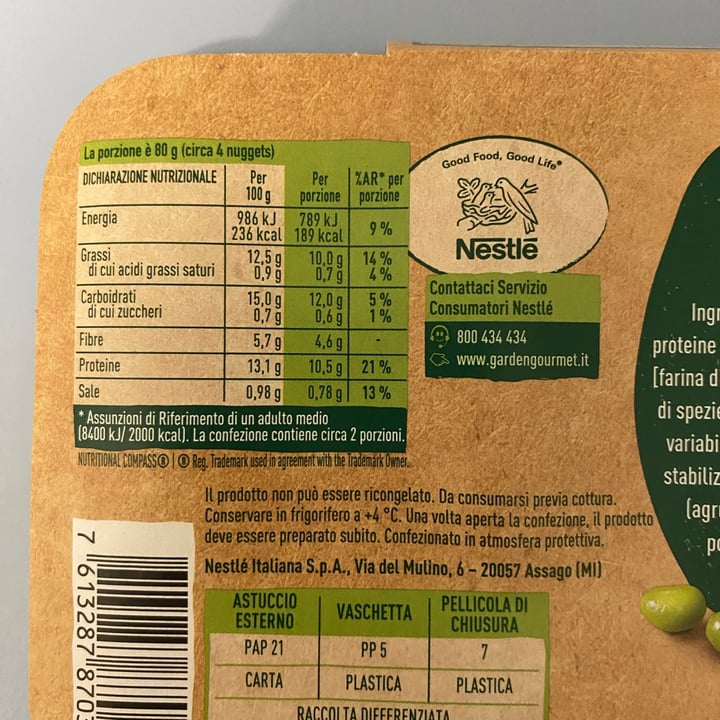 La porzione è 80 g (circa 4 nuggets)
DICHIARAZIONE NUTRIZIONALE Per 100 g Per porzione %AR* per porzione
Energia 986 kJ 789 kJ 9 %
236 kcal 189 kcal
Grassi 12,5 g 10,0 g 14 %
di cui acidi grassi saturi 0,9 g 0,7 g 4 %
Carboidrati 15,0 g 12,0 g 5 %
di cui zuccheri 0,7 g 0,6 g 1 %
Fibre 5,7 g 4,6 g -
Proteine 13,1 g 10,5 g 21 %
Sale 0,98 g 0,78 g 13 %
* Assunzioni di Riferimento di un adulto medio
(8400 kJ/ 2000 kcal). La confezione contiene circa 2 porzioni.
NUTRITIONAL COMPASS® | ® Reg. Trademark used in agreement with the Trademark Owner.
Good Food, Good Life®
Nestlé
Contattaci Servizio
Consumatori Nestlé
800 434 434
www.gardengourmet.it
proteine
[farina
di
Il prodotto non può essere ricongelato. Da consumarsi previa cottura.
Conservare in frigorifero a +4 °C. Una volta aperta la confezione, il prodotto
deve essere preparato subito. Confezionato in atmosfera protettiva.
Nestlé Italiana S.p.A., Via del Mulino, 6 – 20057 Assago (MI)
ASTUCCIO ESTERNO VASCHETTA PELLICOLA DI CHIUSURA
PAP 21 PP 5 7
CARTA PLASTICA PLASTICA
RACCOLTA DIFFERENZIATA
7 613287 870